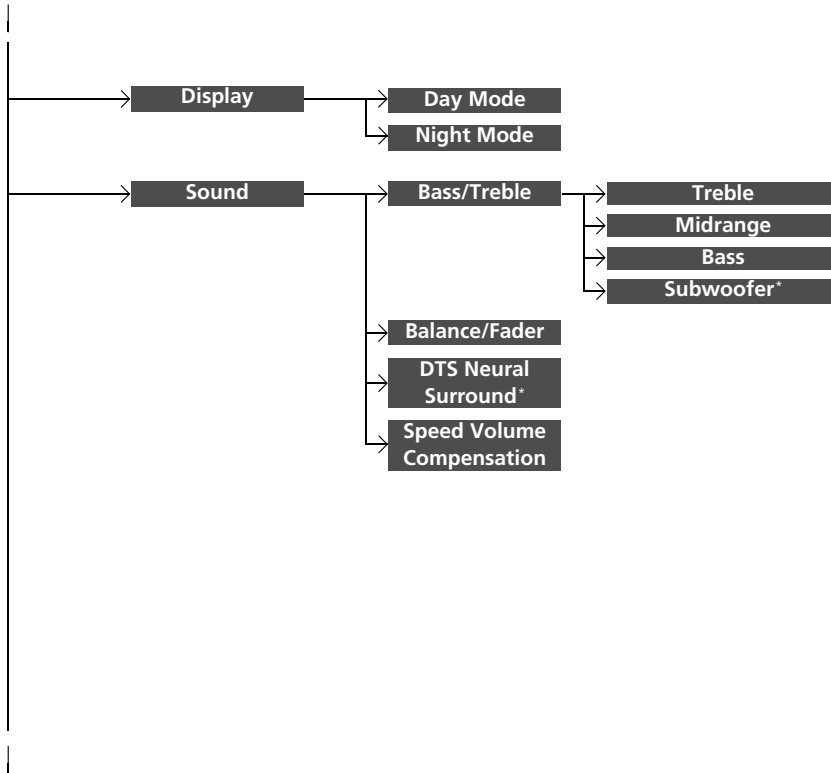 Display
Day Mode
Night Mode
Sound
Bass/Treble
Treble
Midrange
Bass
Subwoofer*
Balance/Fader
DTS Neural
Surround*
Speed Volume
Compensation